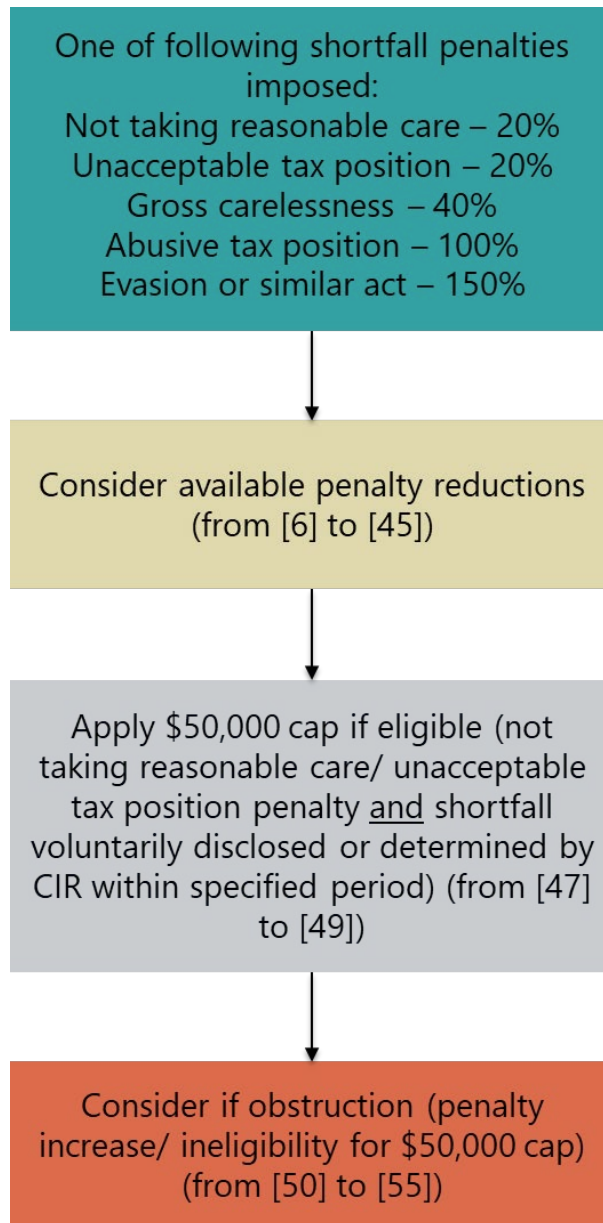 One of following shortfall penalties
imposed:
Not taking reasonable care – 20%
Unacceptable tax position – 20%
Gross carelessness – 40%
Abusive tax position – 100%
Evasion or similar act – 150%
Consider available penalty reductions
(from [6] to [45])
Apply $50,000 cap if eligible (not
taking reasonable care/ unacceptable
tax position penalty and shortfall
voluntarily disclosed or determined by
CIR within specified period) (from [47]
to [49])
Consider if obstruction (penalty
increase/ ineligibility for $50,000 cap)
(from [50] to [55])